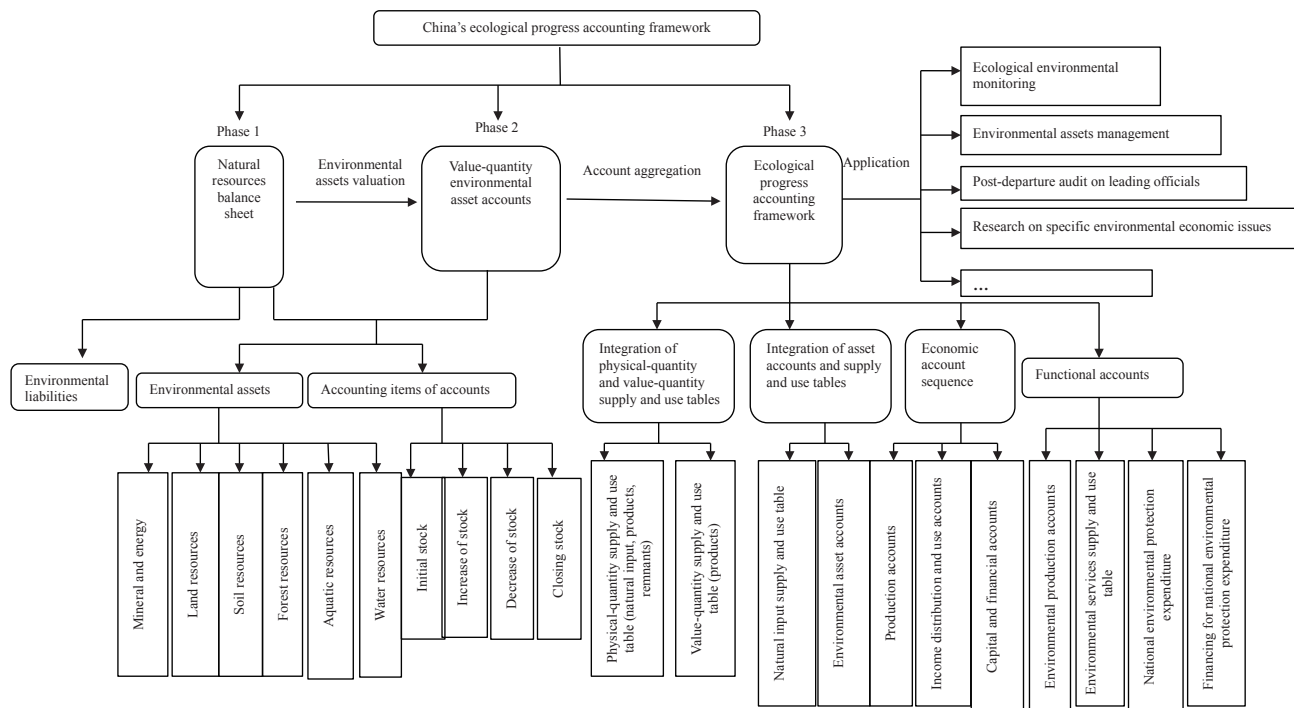 China's ecological progress accounting framework
Phase 1
Phase 2
Phase 3
Natural
resources
balance
sheet
Environmental
assets valuation
Value-quantity
environmental
asset accounts
Account aggregation
Ecological
progress
accounting
framework
Application
Ecological environmental
monitoring
Environmental assets management
Post-departure audit on leading officials
Research on specific environmental economic issues
...
Environmental
liabilities
Environmental assets
Accounting items of accounts
Integration of
physical-quantity
and value-quantity
supply and use tables
Integration of asset
accounts and supply
and use tables
Economic
account
sequence
Functional accounts
Mineral and energy
Land resources
Soil resources
Forest resources
Aquatic resources
Water resources
Initial stock
Increase of stock
Decrease of stock
Closing stock
Physical-quantity supply and use
table (natural input, products,
remnants)
Value-quantity supply and use
table (products)
Natural input supply and use table
Environmental asset accounts
Production accounts
Income distribution and use accounts
Capital and financial accounts
Environmental production accounts
Environmental services supply and use
table
National environmental protection
expenditure
Financing for national environmental
protection expenditure